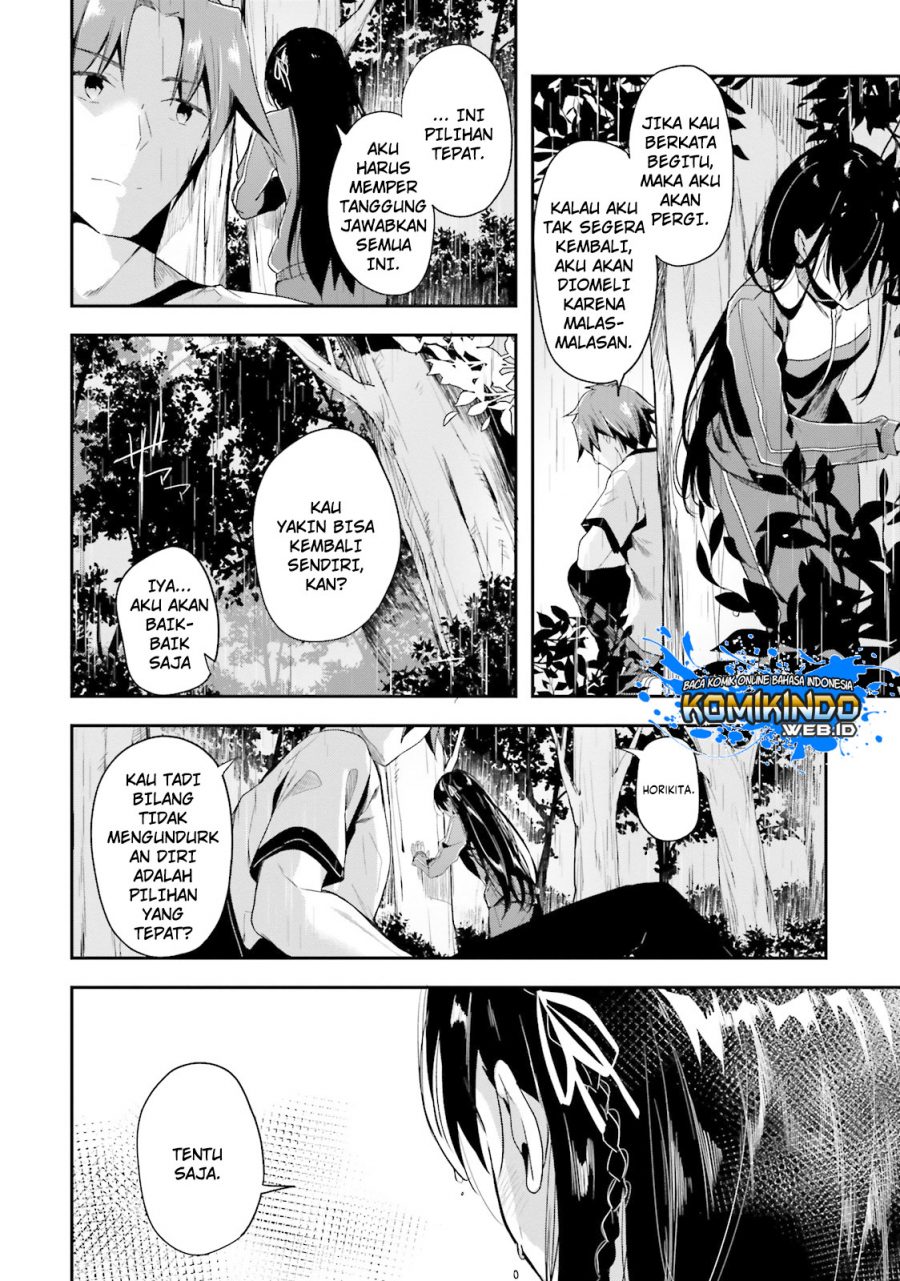 JIKA KAU
BERKATA
BEGITU,
MAKA AKU
AKAN
PERGI.
KALAU AKU
TAK SEGERA
KEMBALI,
AKU AKAN
DIOMELI
KARENA
MALAS-
MALASAN.
... INI
PILIHAN
TEPAT.
AKU
HARUS
MEMPER
TANGGUNG
JAWABKAN
SEMUA
INI.
KAU
YAKIN BISA
KEMBALI
SENDIRI,
KAN?
IYA...
AKU AKAN
BAIK-
BAIK
SAJA
BACA KOMIK ONLINE BAHASA INDONESIA
KOMIKINDO
WEB.ID
HORIKITA.
KAU TADI
BILANG
TIDAK
MENGUNDURK
AN DIRI
ADALAH
PILIHAN
YANG
TEPAT?
TENTU
SAJA.